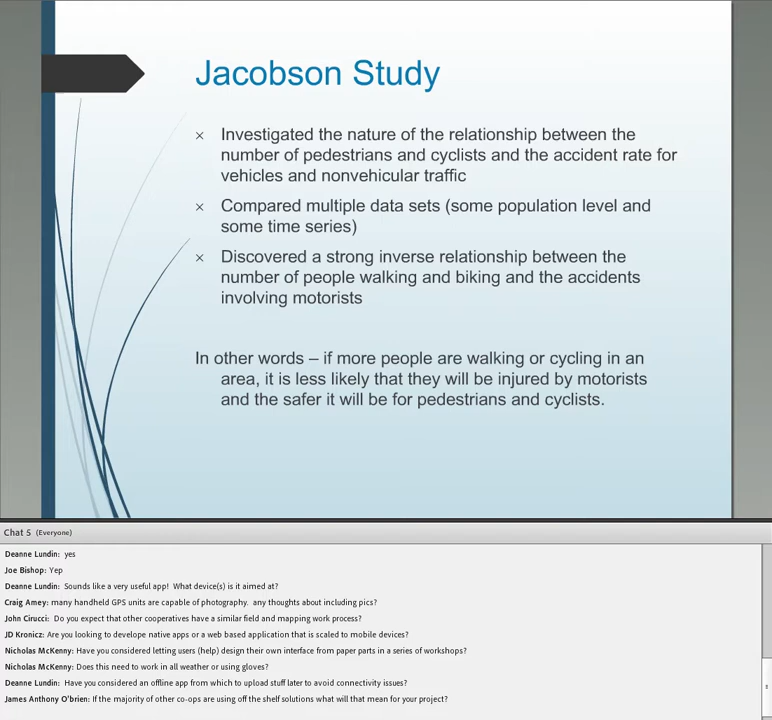 Jacobson Study
× Investigated the nature of the relationship between the
number of pedestrians and cyclists and the accident rate for
vehicles and nonvehicular traffic
× Compared multiple data sets (some population level and
some time series)
× Discovered a strong inverse relationship between the
number of people walking and biking and the accidents
involving motorists
In other words – if more people are walking or cycling in an
area, it is less likely that they will be injured by motorists
and the safer it will be for pedestrians and cyclists.
Chat 5 (Everyone)
Deanne Lundin: yes
Joe Bishop: Yep
Deanne Lundin: Sounds like a very useful app! What device(s) is it aimed at?
Craig Amey: many handheld GPS units are capable of photography. any thoughts about including pics?
John Cirucci: Do you expect that other cooperatives have a similar field and mapping work process?
JD Kronicz: Are you looking to develope native apps or a web based application that is scaled to mobile devices?
Nicholas McKenny: Have you considered letting users (help) design their own interface from paper parts in a series of workshops?
Nicholas McKenny: Does this need to work in all weather or using gloves?
Deanne Lundin: Have you considered an offline app from which to upload stuff later to avoid connectivity issues?
James Anthony O'brien: If the majority of other co-ops are using off the shelf solutions what will that mean for your project?